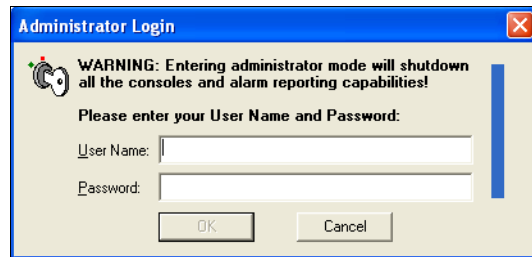 Administrator Login
WARNING: Entering administrator mode will shutdown
all the consoles and alarm reporting capabilities!
Please enter your User Name and Password:
User Name:
Password:
OK
Cancel